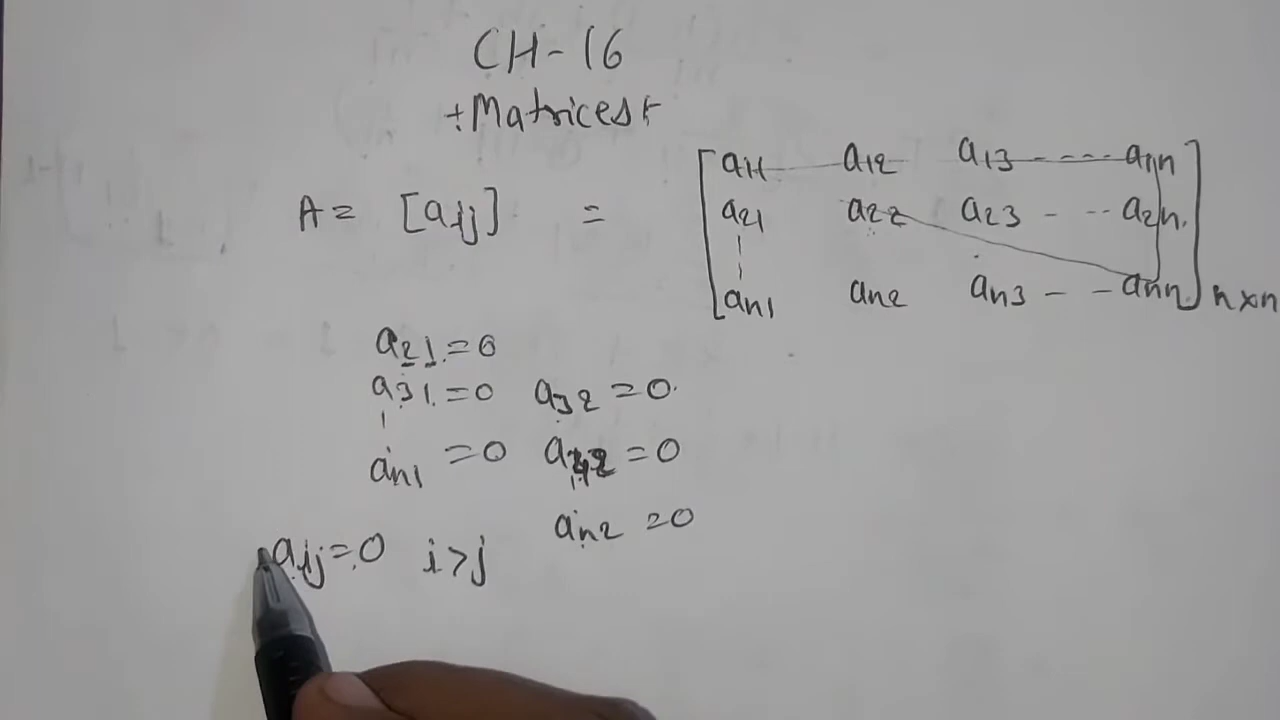 CH-16
÷Matrices÷
a11 a12 a13 - - - - a1n
A = [aij] = a21 a22 a23 - -- a2n
an1 an2 an3 - - ann n×n
a21 = 0
a31 = 0 a32 = 0
an1 = 0 a42 = 0
an2 = 0
aij = 0 i>j